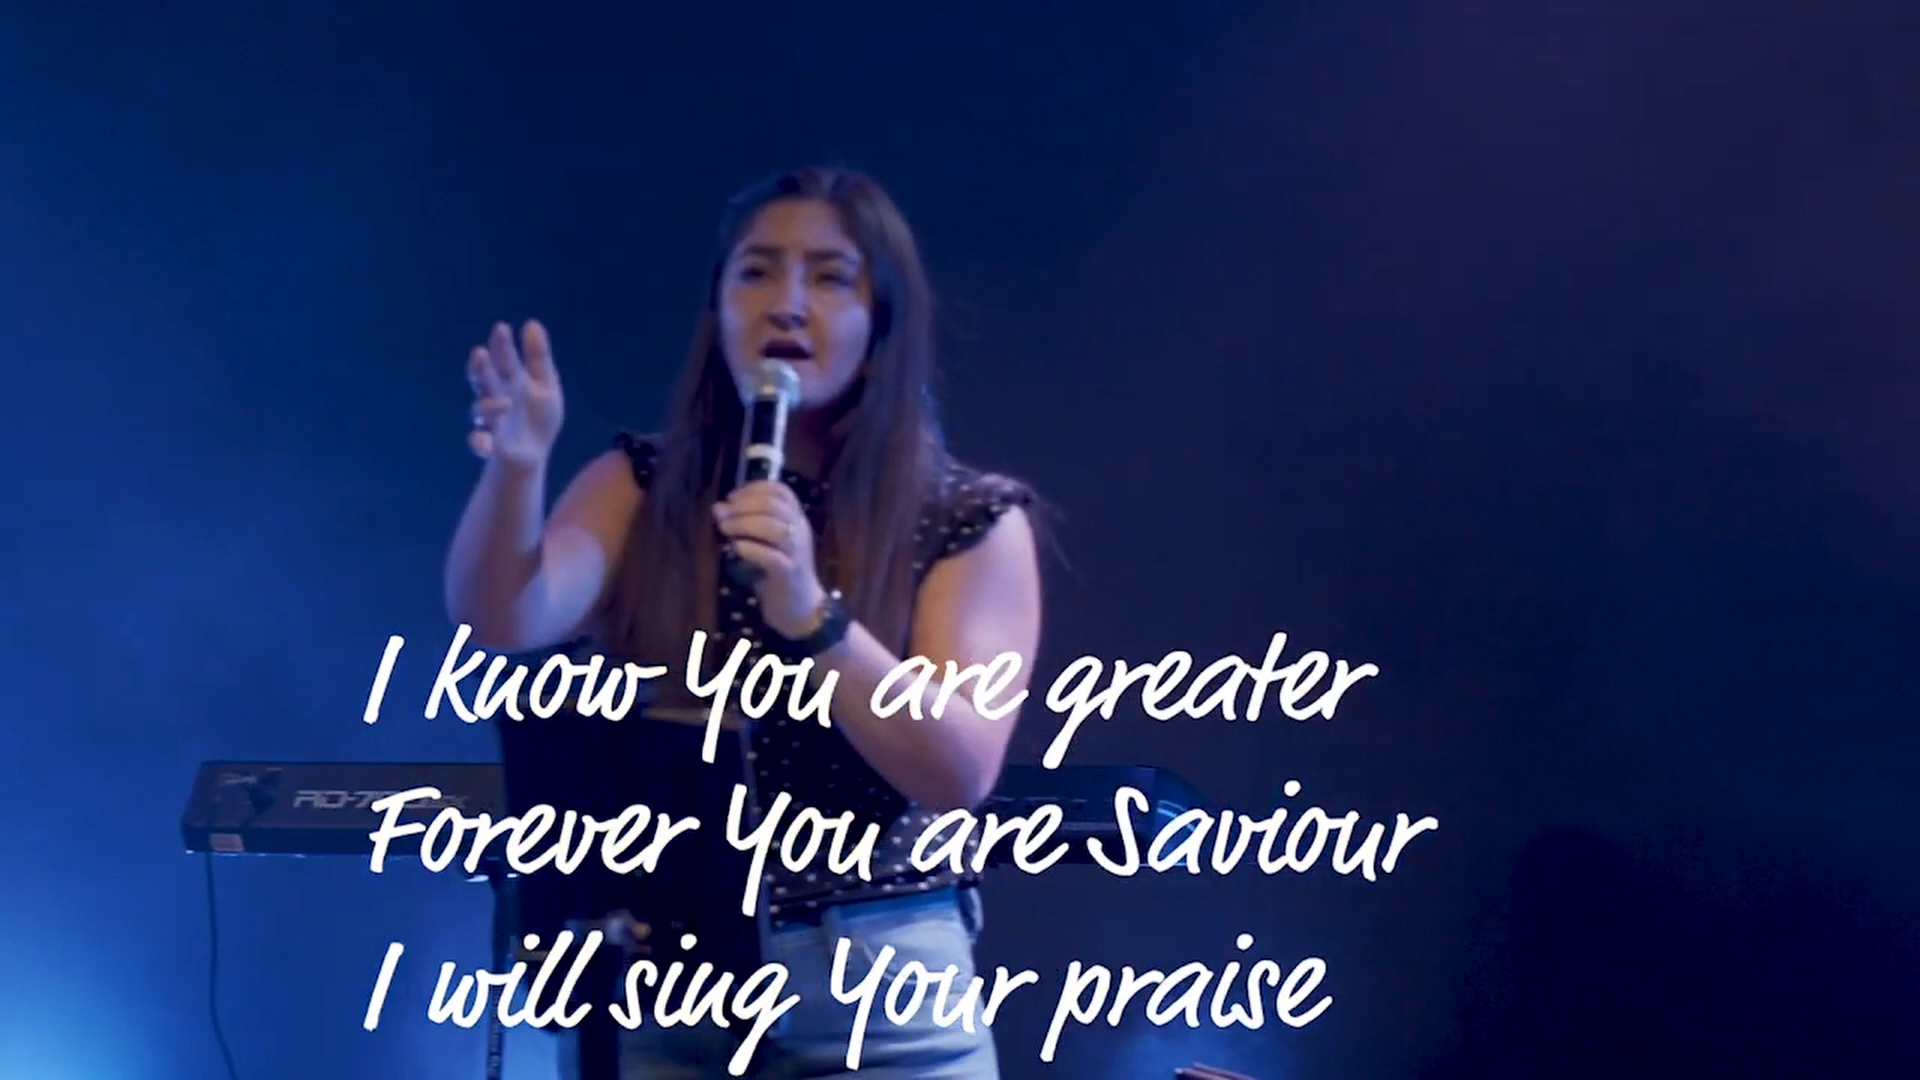 I know You are greater
Forever You are Saviour
I will sing Your praise